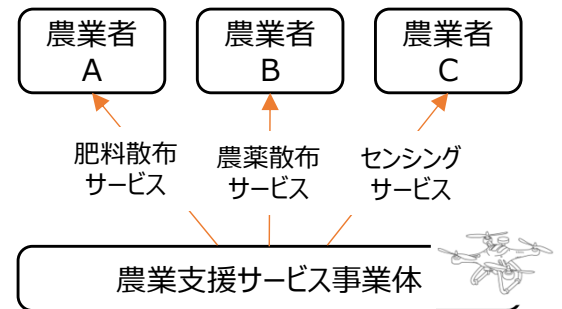 農業者
A
農業者
B
農業者
C
肥料散布
サービス
農薬散布
サービス
センシング
サービス
農業支援サービス事業体